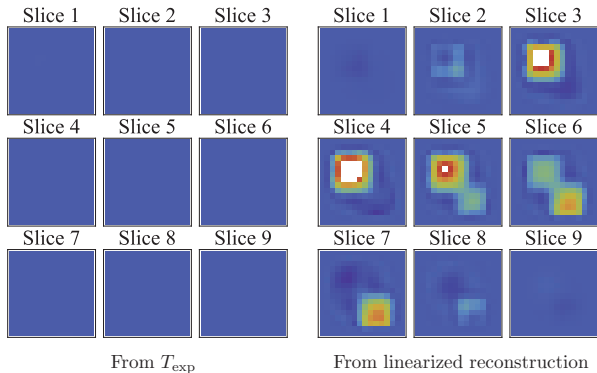 Slice 1 Slice 2 Slice 3 Slice 1 Slice 2 Slice 3
Slice 4 Slice 5 Slice 6 Slice 4 Slice 5 Slice 6
Slice 7 Slice 8 Slice 9 Slice 7 Slice 8 Slice 9
From T_exp From linearized reconstruction